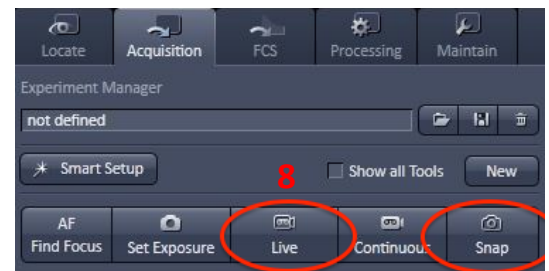 Locate Acquisition FCS Processing Maintain
Experiment Manager
not defined
Smart Setup 8 Show all Tools New
AF
Find Focus Set Exposure Live Continuous Snap